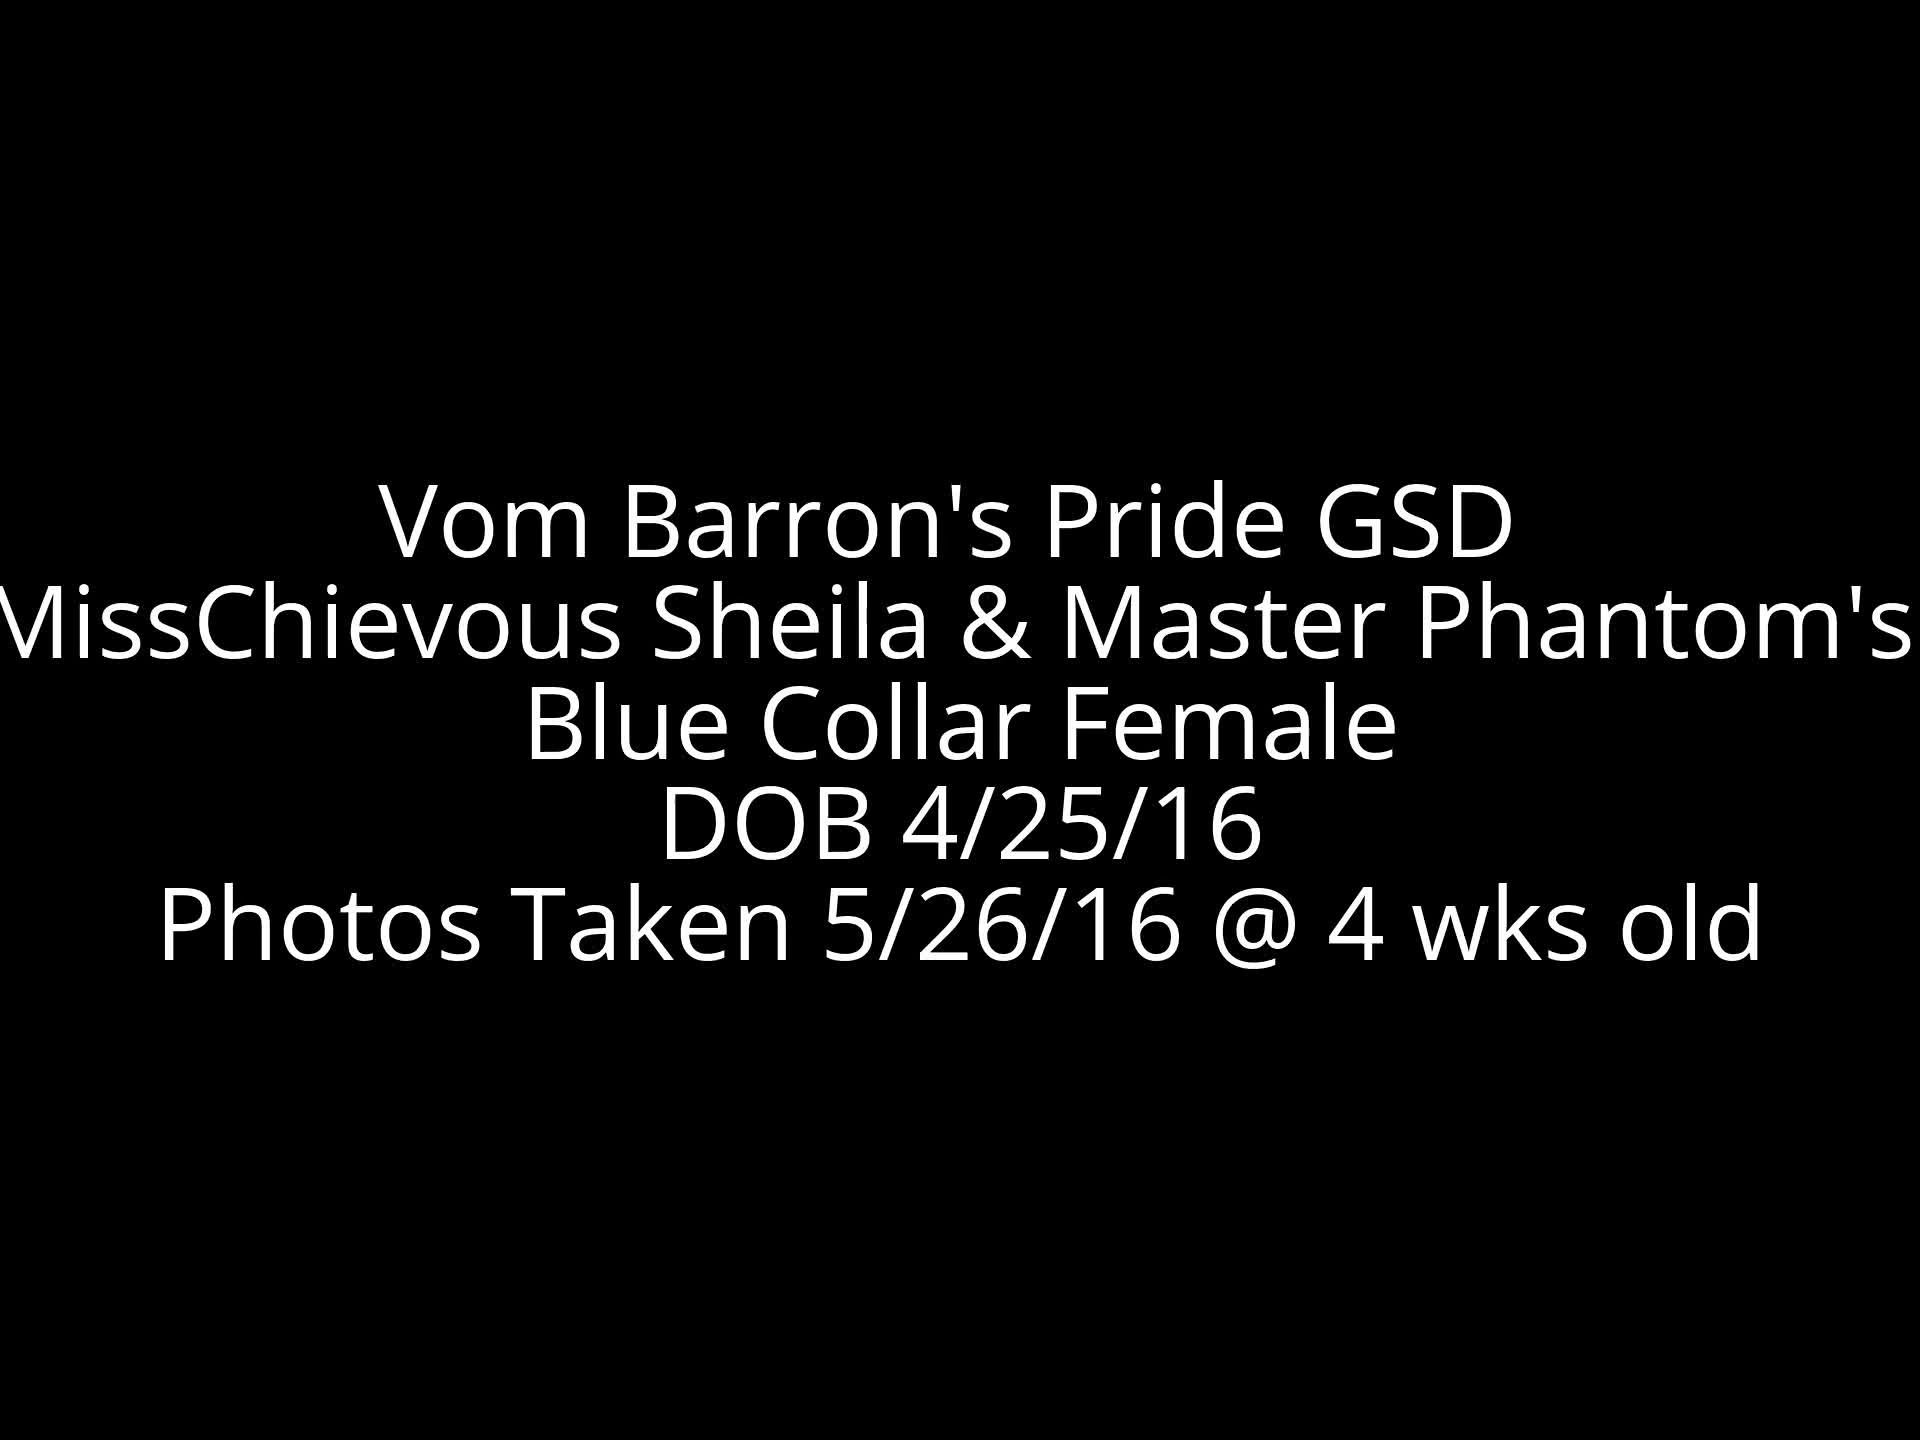 Vom Barron's Pride GSD
MissChievous Sheila & Master Phantom's
Blue Collar Female
DOB 4/25/16
Photos Taken 5/26/16 @ 4 wks old